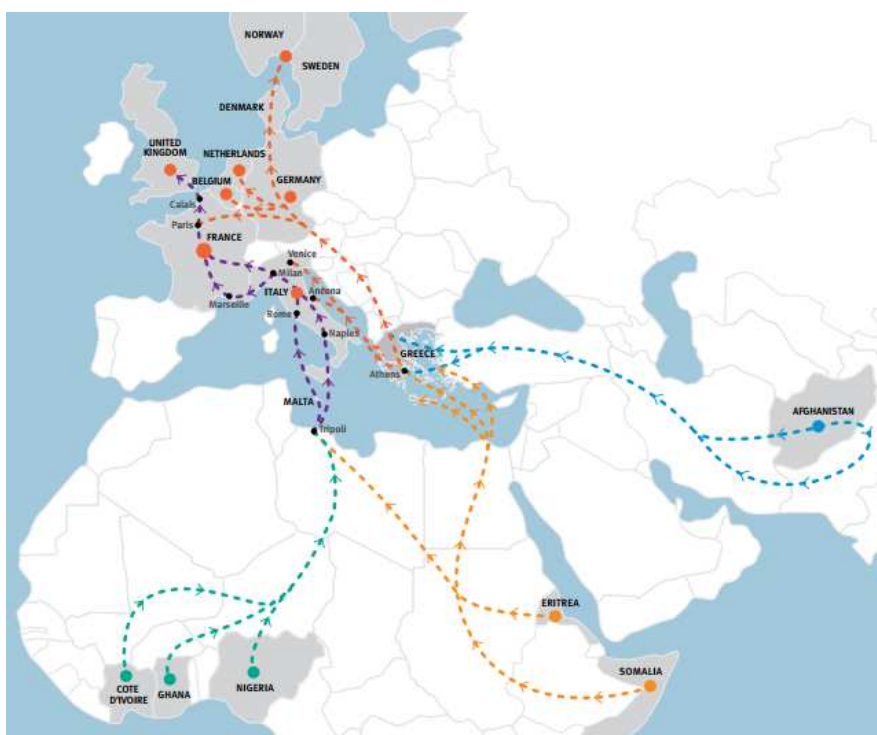 NORWAY
SWEDEN
DENMARK
UNITED
KINGDOM
NETHERLANDS
BELGIUM
GERMANY
Calais
Paris
FRANCE
Venice
Milan
ITALY
Ancona
Marseille
Rome
Naples
GREECE
Athens
MALTA
Tripoli
AFGHANISTAN
ERITREA
SOMALIA
COTE
D'IVOIRE
GHANA
NIGERIA